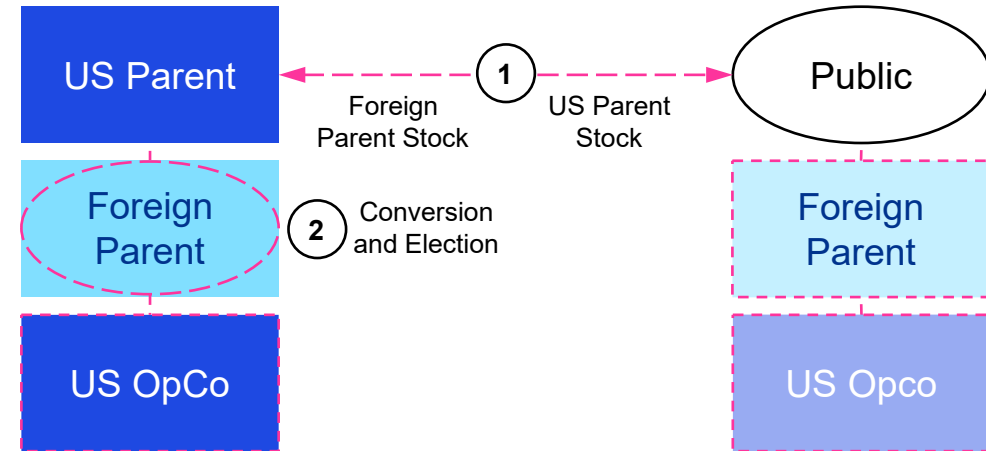 US Parent
1
Public
Foreign
Parent Stock
US Parent
Stock
Foreign
Parent
2
Conversion
and Election
Foreign
Parent
US OpCo
US Opco